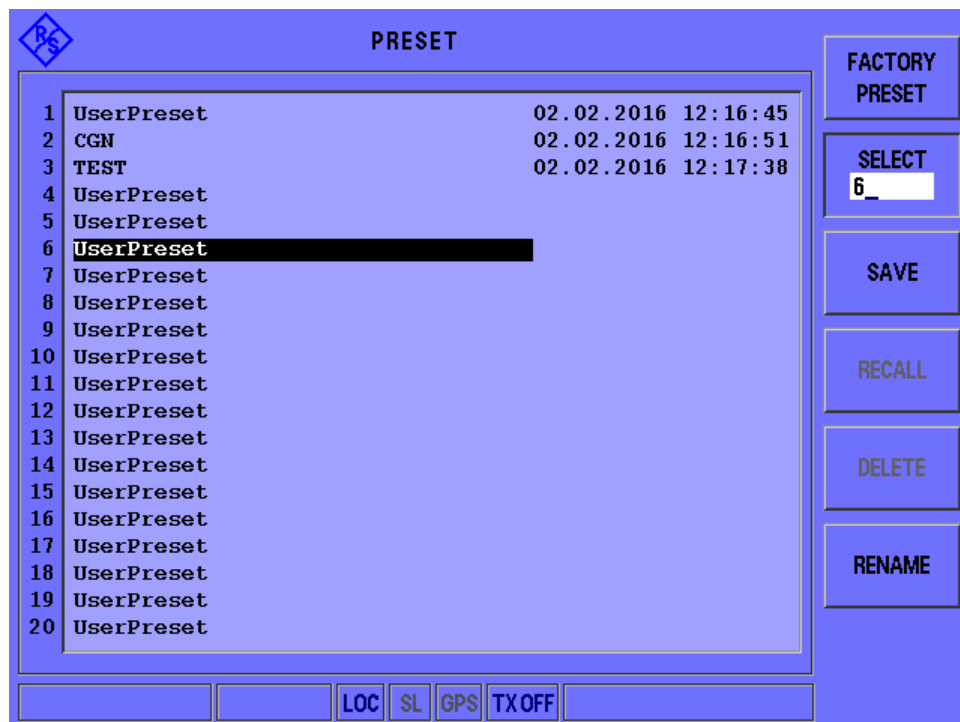 R/S
PRESET
1 UserPreset 02.02.2016 12:16:45
2 CGN 02.02.2016 12:16:51
3 TEST 02.02.2016 12:17:38
4 UserPreset
5 UserPreset
6 UserPreset
7 UserPreset
8 UserPreset
9 UserPreset
10 UserPreset
11 UserPreset
12 UserPreset
13 UserPreset
14 UserPreset
15 UserPreset
16 UserPreset
17 UserPreset
18 UserPreset
19 UserPreset
20 UserPreset
FACTORY
PRESET
SELECT
6_
SAVE
RECALL
DELETE
RENAME
LOC SL GPS TX OFF